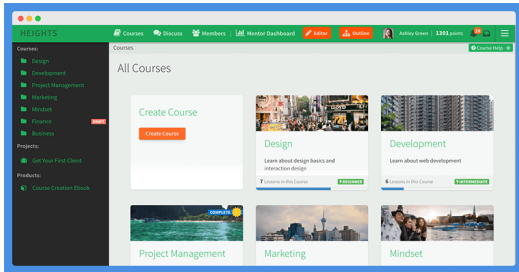 HEIGHTS
Courses Discuss Members Mentor Dashboard Editor Outline Ashley Green 1301 points
Courses
Course Help
Courses:
Design
Development
Project Management
Marketing
Mindset
Finance DRAFT
Business
Projects:
Get Your First Client
Products:
Course Creation Ebook
All Courses
Create Course
Create Course
Design
Learn about design basics and
interaction design
7 Lessons in this Course BEGINNER
Development
Learn about web development
6 Lessons in this Course INTERMEDIATE
COMPLETE
Project Management
Marketing
Mindset